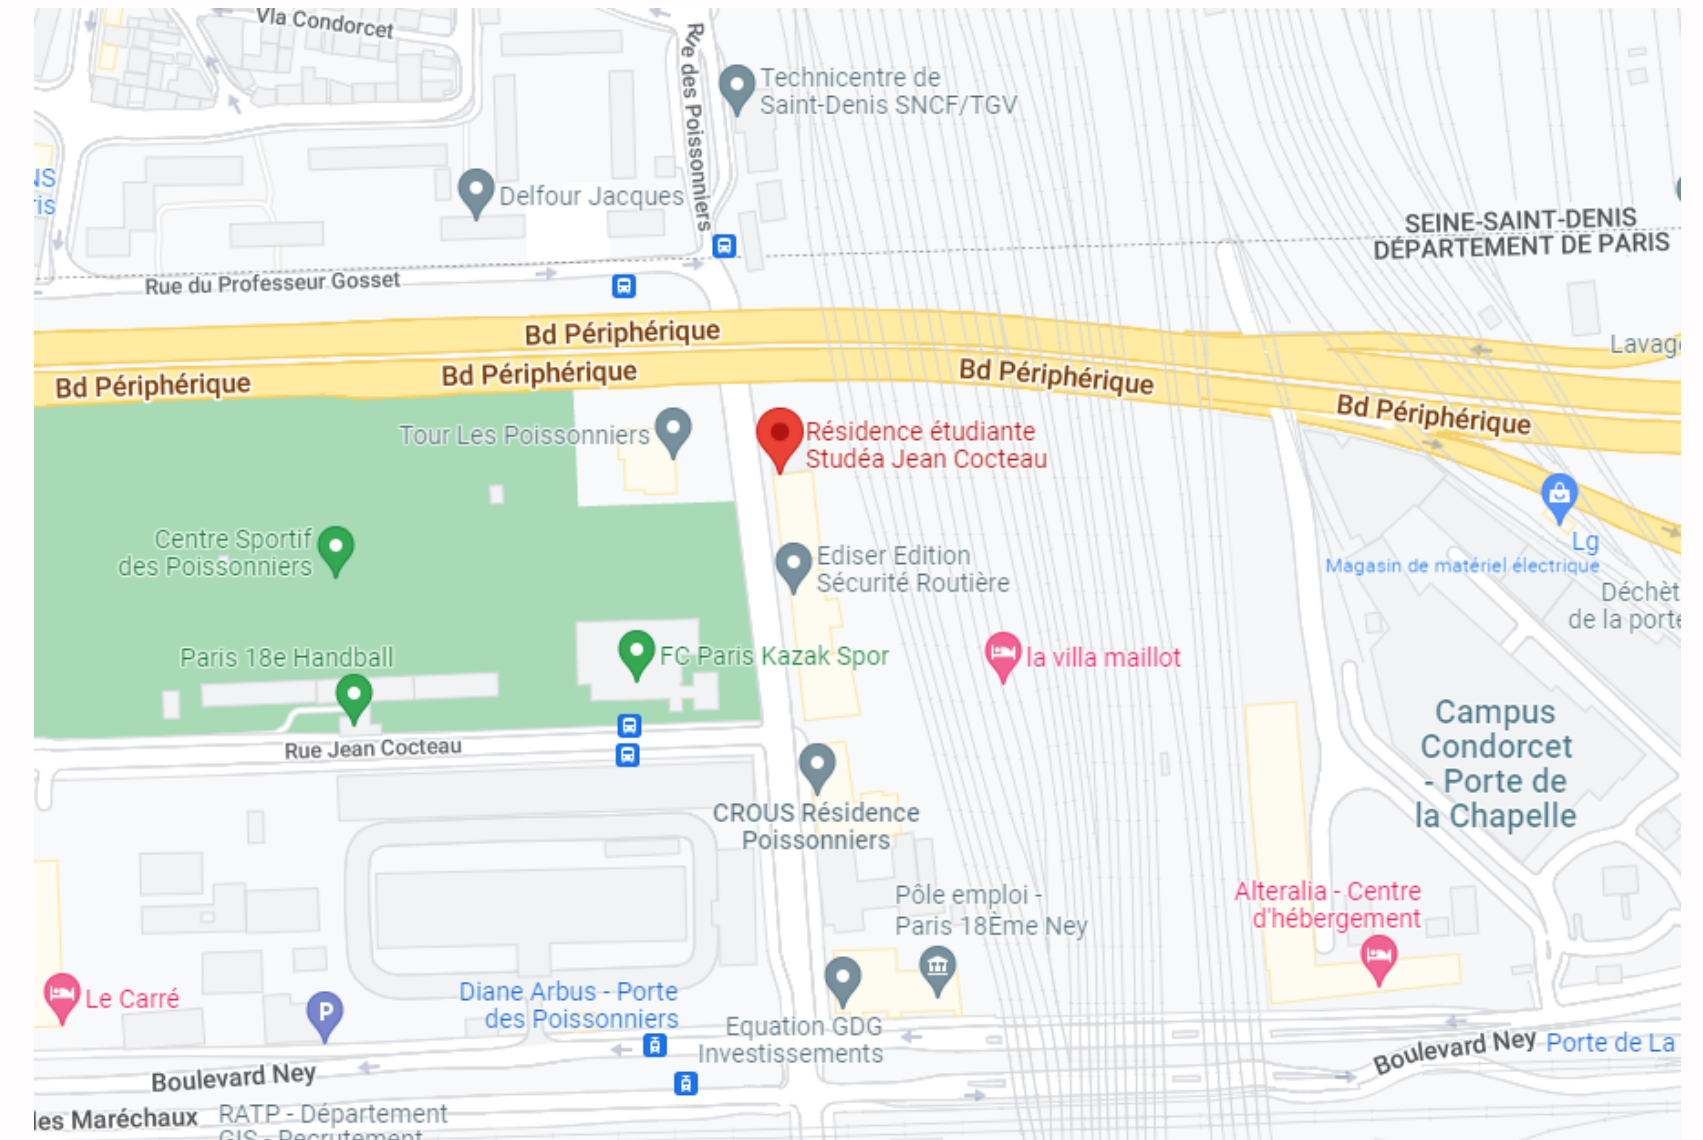 Vla Condorcet
Rue des Poissonniers
Technicentre de
Saint-Denis SNCF/TGV
Delfour Jacques
SEINE-SAINT-DENIS
DÉPARTEMENT DE PARIS
Rue du Professeur Gosset
Bd Périphérique
Bd Périphérique
Bd Périphérique
Bd Périphérique
Bd Périphérique
Lavag
Tour Les Poissonniers
Résidence étudiante
Studéa Jean Cocteau
Centre Sportif
des Poissonniers
Ediser Edition
Sécurité Routière
Lg
Magasin de matériel électrique
Déchèt
de la porte
Paris 18e Handball
FC Paris Kazak Spor
la villa maillot
Rue Jean Cocteau
Campus
Condorcet
- Porte de
la Chapelle
CROUS Résidence
Poissonniers
Pôle emploi -
Paris 18Ème Ney
Alteralia - Centre
d'hébergement
Le Carré
P
Diane Arbus - Porte
des Poissonniers
Equation GDG
Investissements
Boulevard Ney
Porte de La
Boulevard Ney
les Maréchaux
RATP - Département
GIS - Recrutement